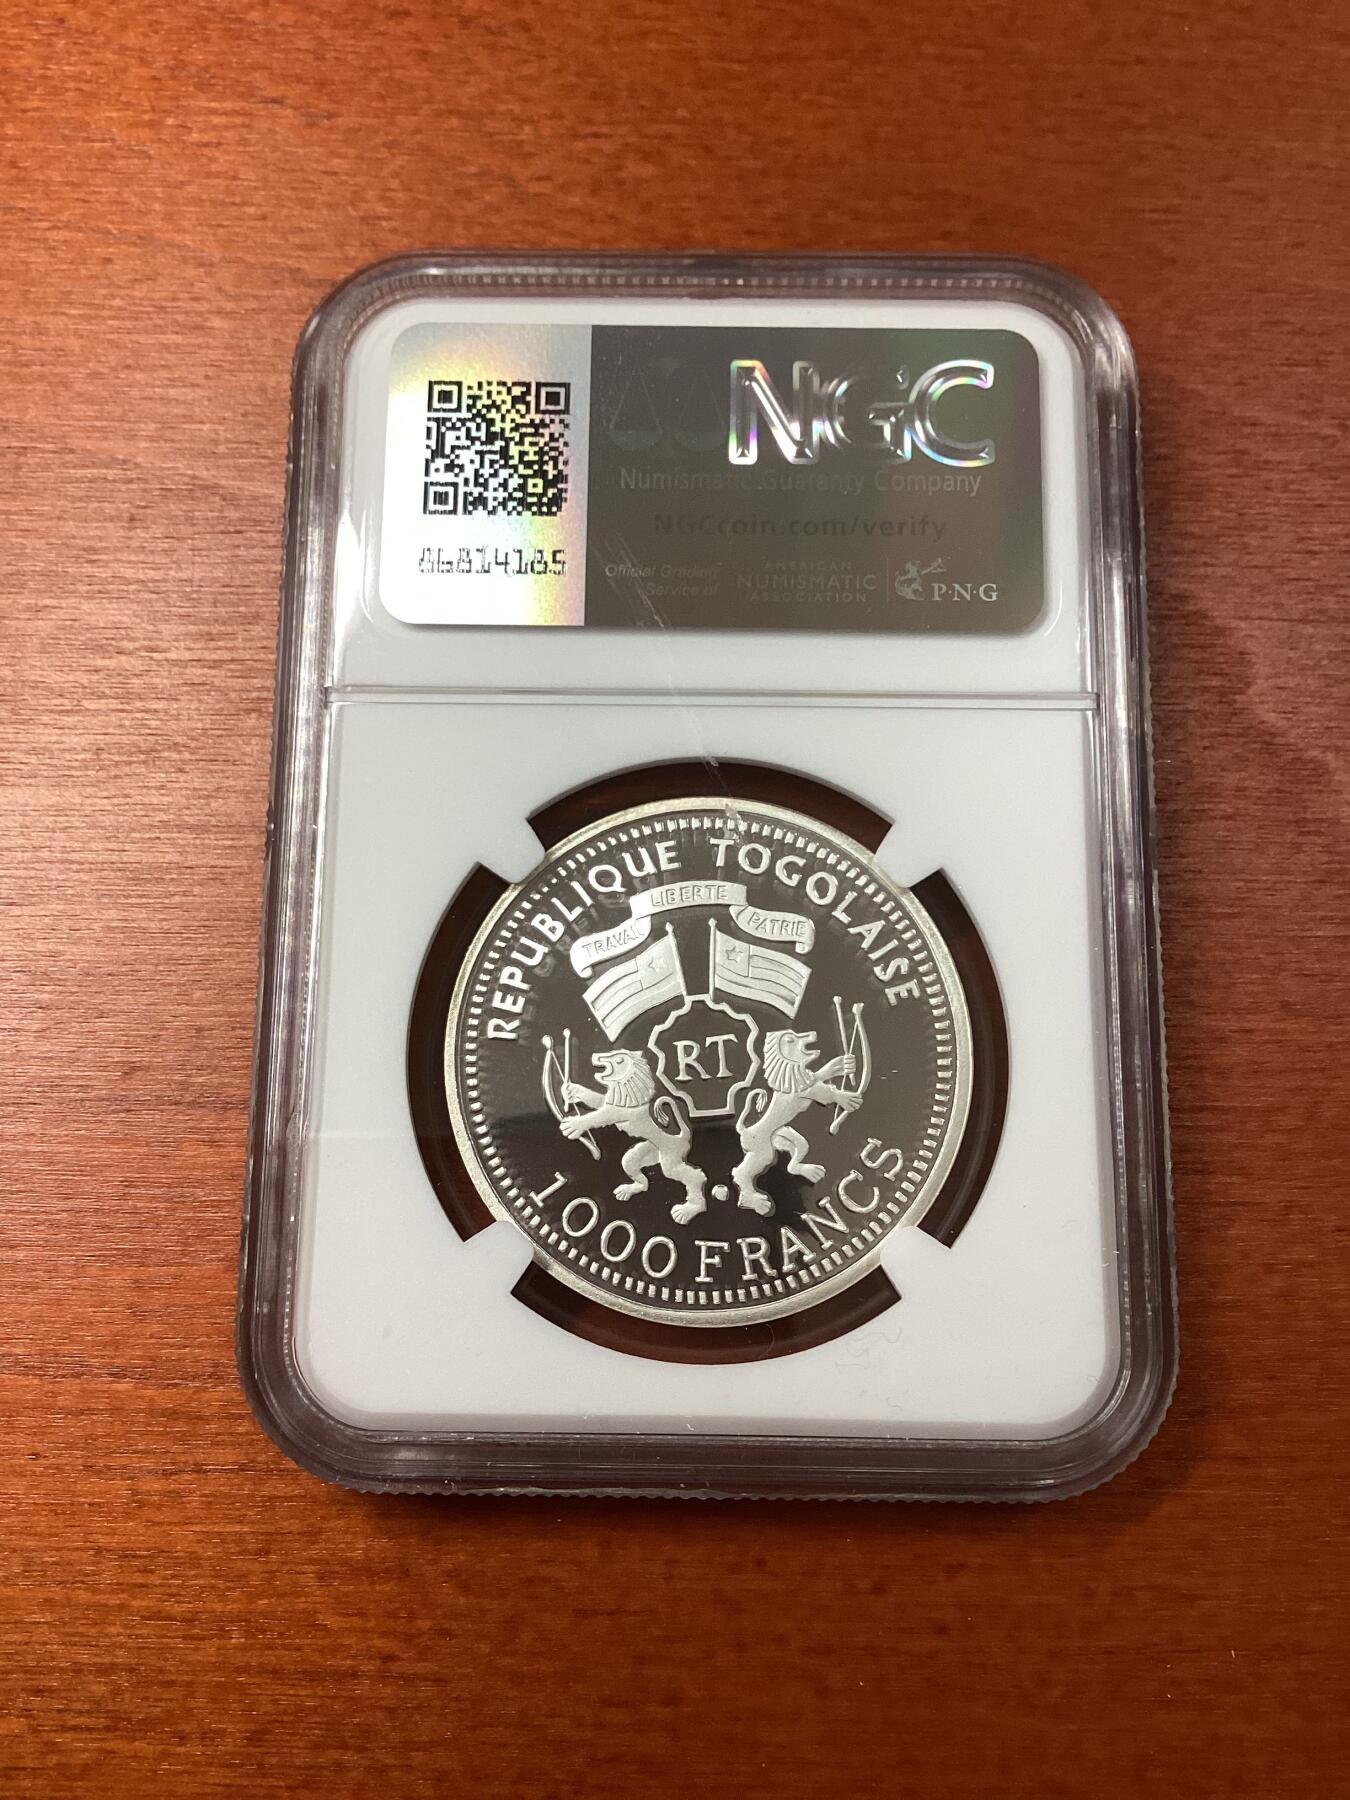 NGC
Numismatic Guaranty Company
NGCcoin.com/verify
Official Grading
Service of
AMERICAN
NUMISMATIC
ASSOCIATION
P·N·G
REPUBLIQUE TOGOLAISE
TRAVAIL LIBERTE PATRIE
RT
1000 FRANCS